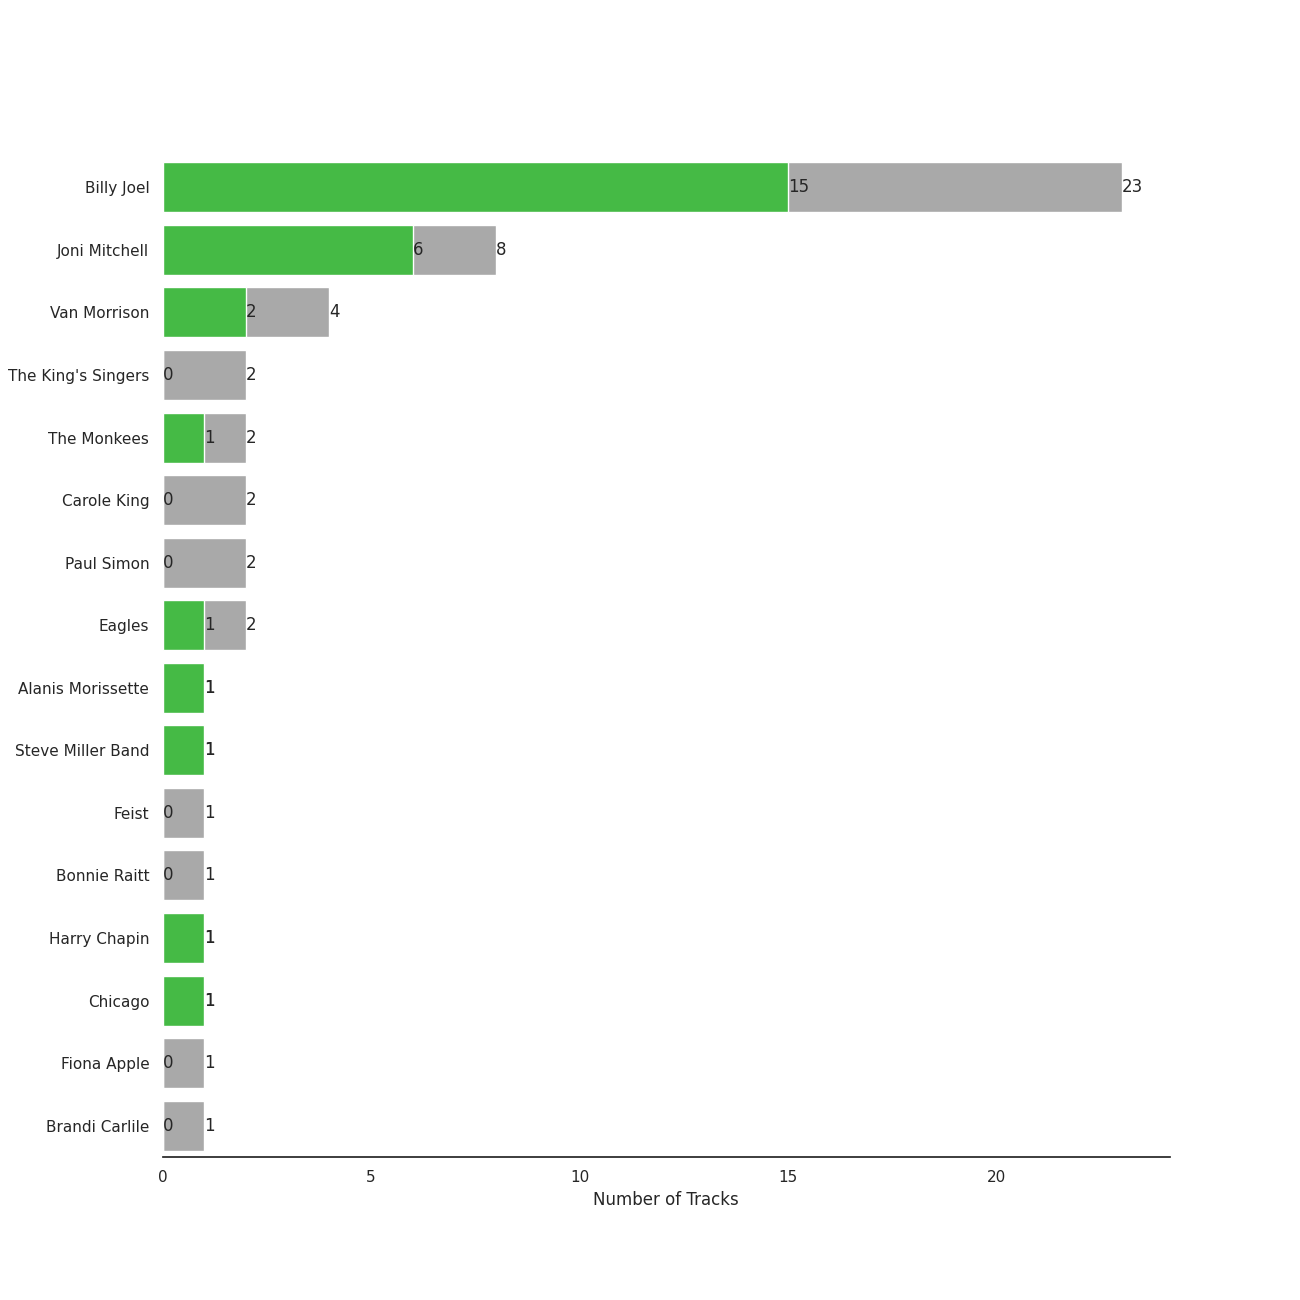 Billy Joel 15 23
Joni Mitchell 6 8
Van Morrison 2 4
The King's Singers 0 2
The Monkees 1 2
Carole King 0 2
Paul Simon 0 2
Eagles 1 2
Alanis Morissette 1
Steve Miller Band 1
Feist 0 1
Bonnie Raitt 0 1
Harry Chapin 1
Chicago 1
Fiona Apple 0 1
Brandi Carlile 0 1
0 5 10 15 20
Number of Tracks